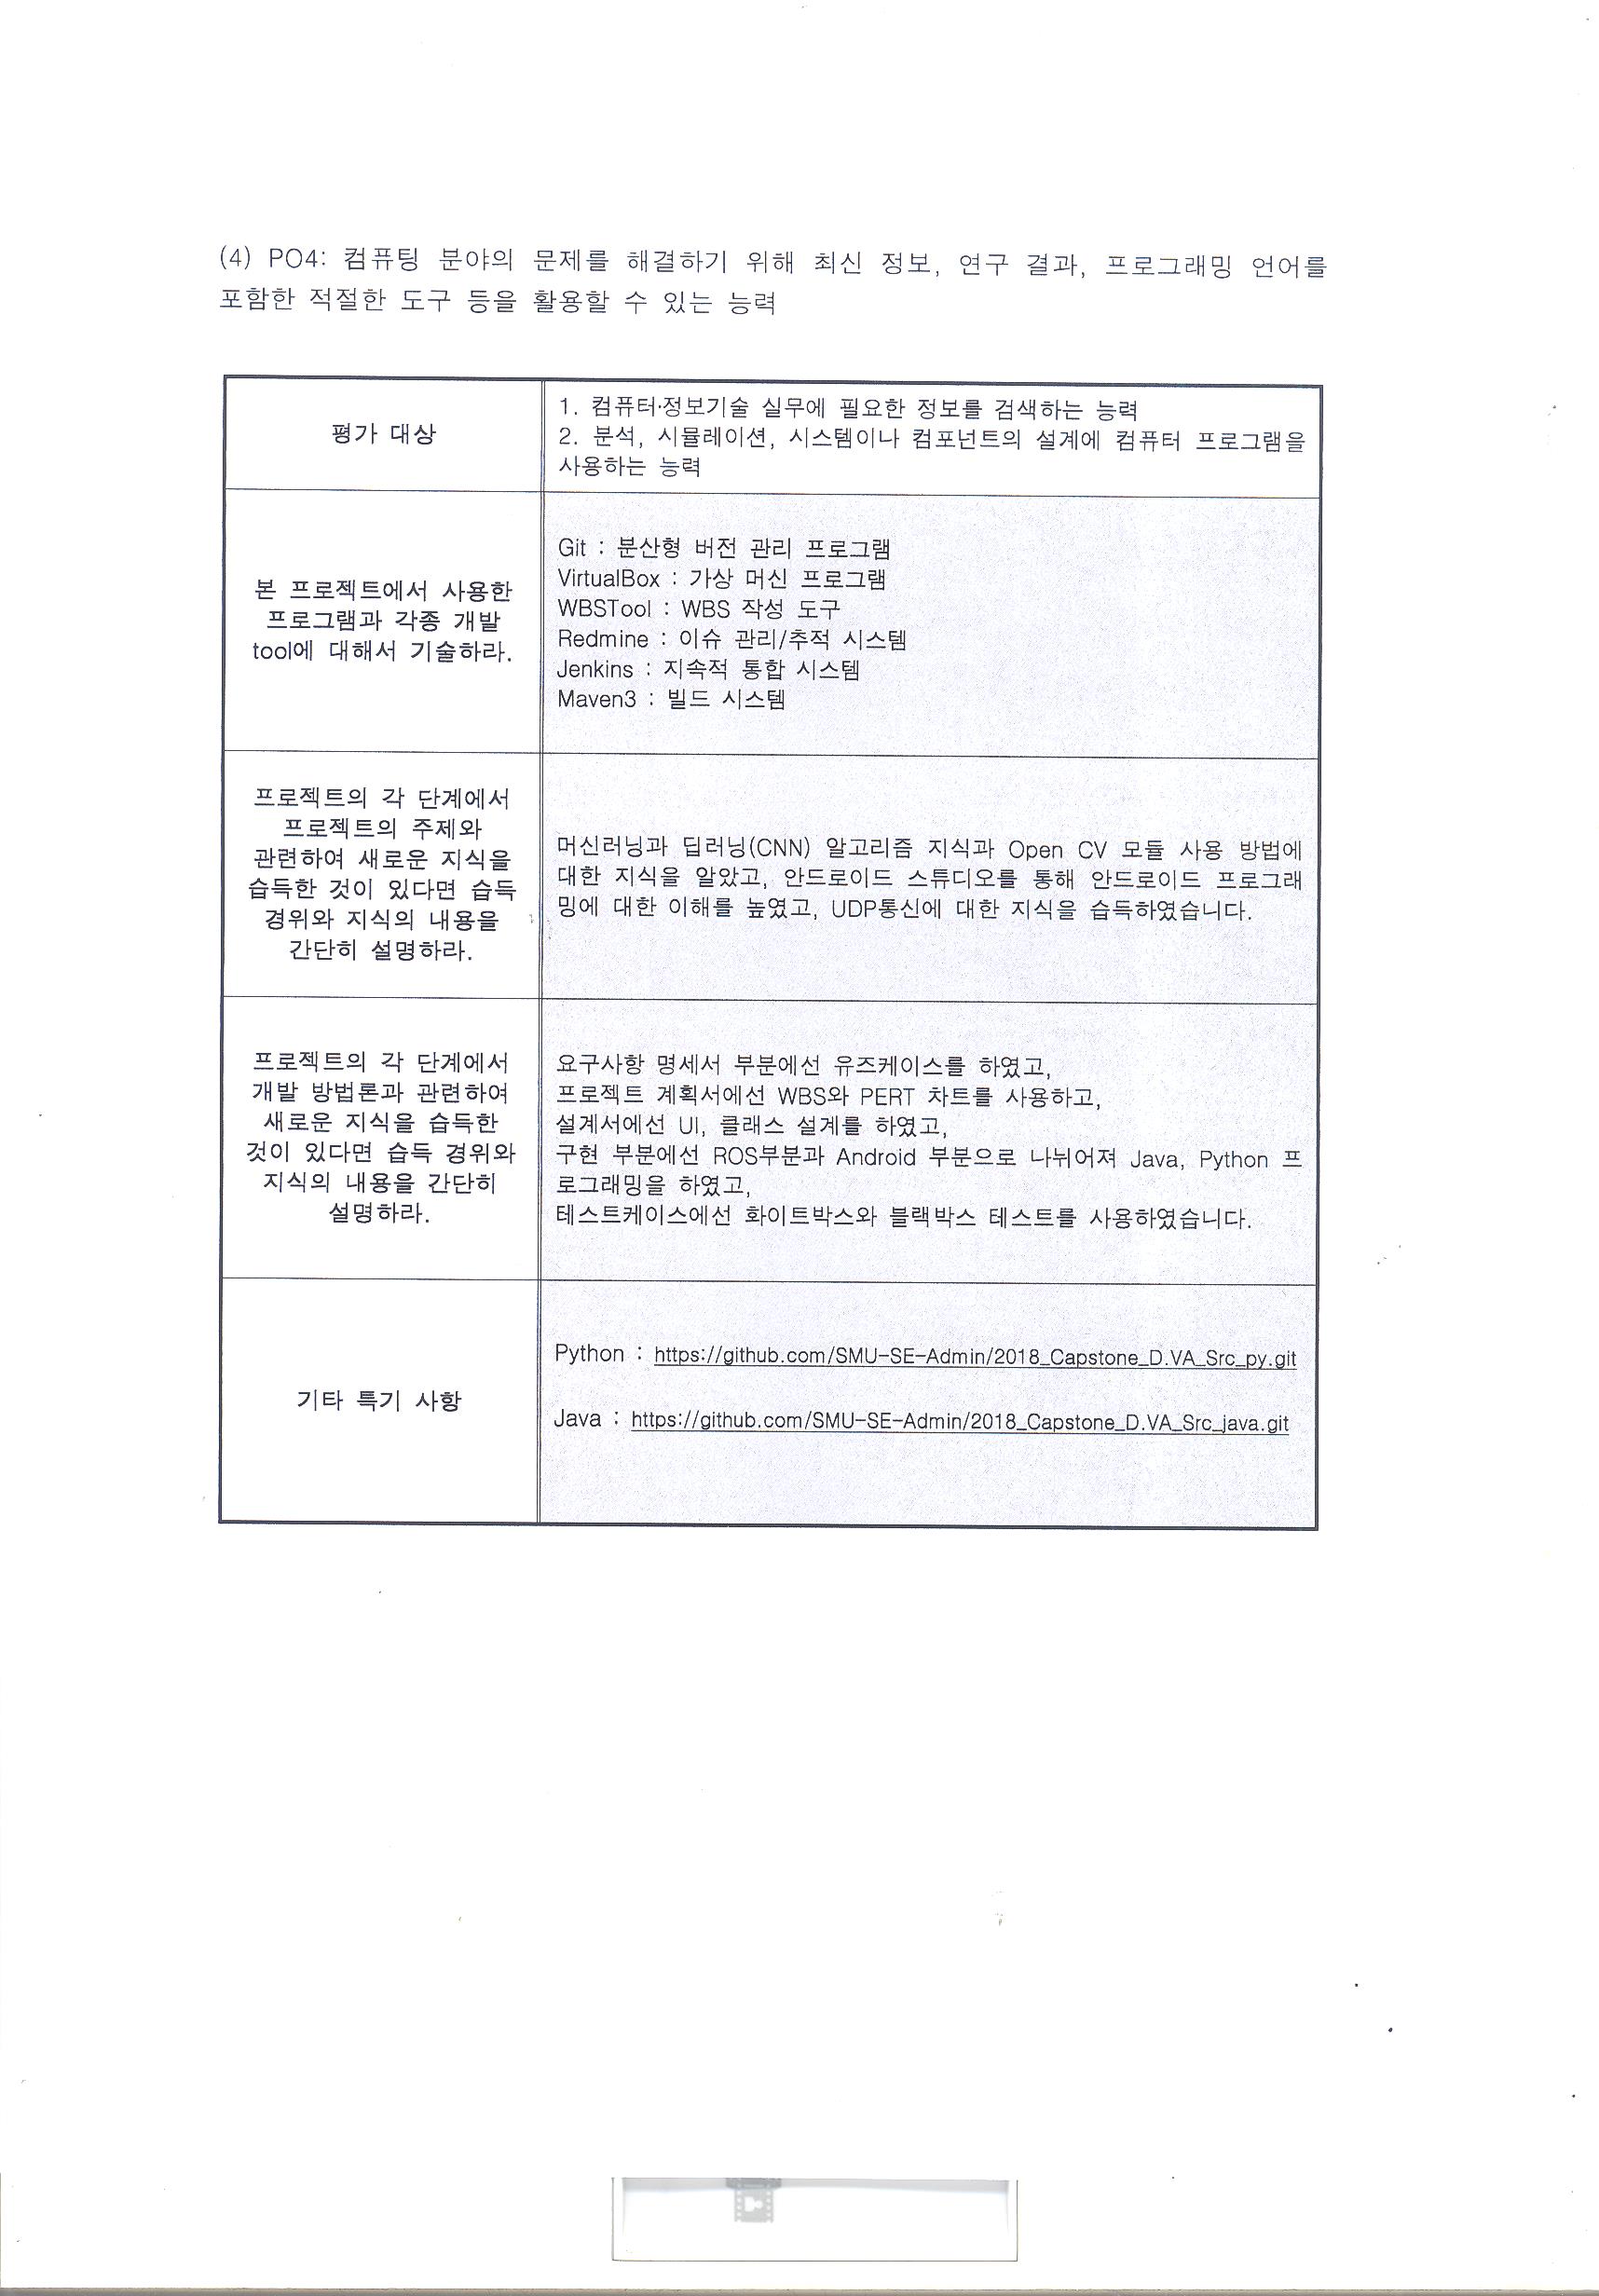 (4) PO4: 컴퓨팅 분야의 문제를 해결하기 위해 최신 정보, 연구 결과, 프로그래밍 언어를
포함한 적절한 도구 등을 활용할 수 있는 능력
평가 대상
1. 컴퓨터·정보기술 실무에 필요한 정보를 검색하는 능력
2. 분석, 시뮬레이션, 시스템이나 컴포넌트의 설계에 컴퓨터 프로그램을
사용하는 능력
본 프로젝트에서 사용한
프로그램과 각종 개발
tool에 대해서 기술하라.
Git : 분산형 버전 관리 프로그램
VirtualBox : 가상 머신 프로그램
WBSTool : WBS 작성 도구
Redmine : 이슈 관리/추적 시스템
Jenkins : 지속적 통합 시스템
Maven3 : 빌드 시스템
프로젝트의 각 단계에서
프로젝트의 주제와
관련하여 새로운 지식을
습득한 것이 있다면 습득
경위와 지식의 내용을
간단히 설명하라.
머신러닝과 딥러닝(CNN) 알고리즘 지식과 Open CV 모듈 사용 방법에
대한 지식을 알았고, 안드로이드 스튜디오를 통해 안드로이드 프로그래
밍에 대한 이해를 높였고, UDP통신에 대한 지식을 습득하였습니다.
프로젝트의 각 단계에서
개발 방법론과 관련하여
새로운 지식을 습득한
것이 있다면 습득 경위와
지식의 내용을 간단히
설명하라.
요구사항 명세서 부분에선 유즈케이스를 하였고,
프로젝트 계획서에선 WBS와 PERT 차트를 사용하고,
설계서에선 UI, 클래스 설계를 하였고,
구현 부분에선 ROS부분과 Android 부분으로 나뉘어져 Java, Python 프
로그래밍을 하였고,
테스트케이스에선 화이트박스와 블랙박스 테스트를 사용하였습니다.
기타 특기 사항
Python : https://github.com/SMU-SE-Admin/2018_Capstone_D.VA_Src_py.git
Java : https://github.com/SMU-SE-Admin/2018_Capstone_D.VA_Src_java.git